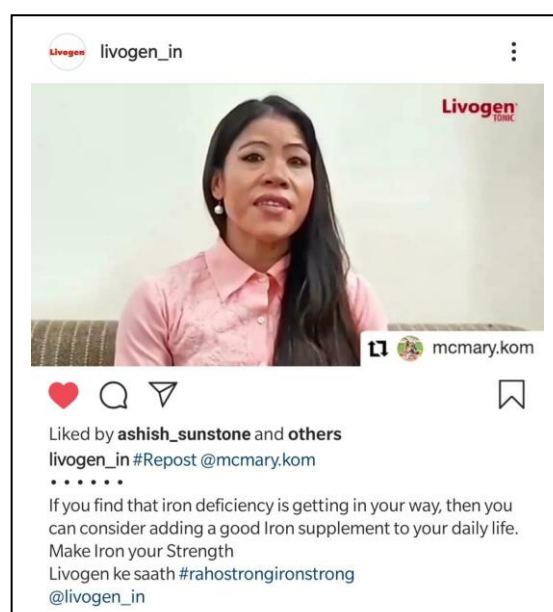 Livogen
livogen_in
Livogen
TONIC
mcmary.kom
Liked by ashish_sunstone and others
livogen_in #Repost @mcmary.kom
• • • • • •
If you find that iron deficiency is getting in your way, then you
can consider adding a good Iron supplement to your daily life.
Make Iron your Strength
Livogen ke saath #rahostrongironstrong
@livogen_in